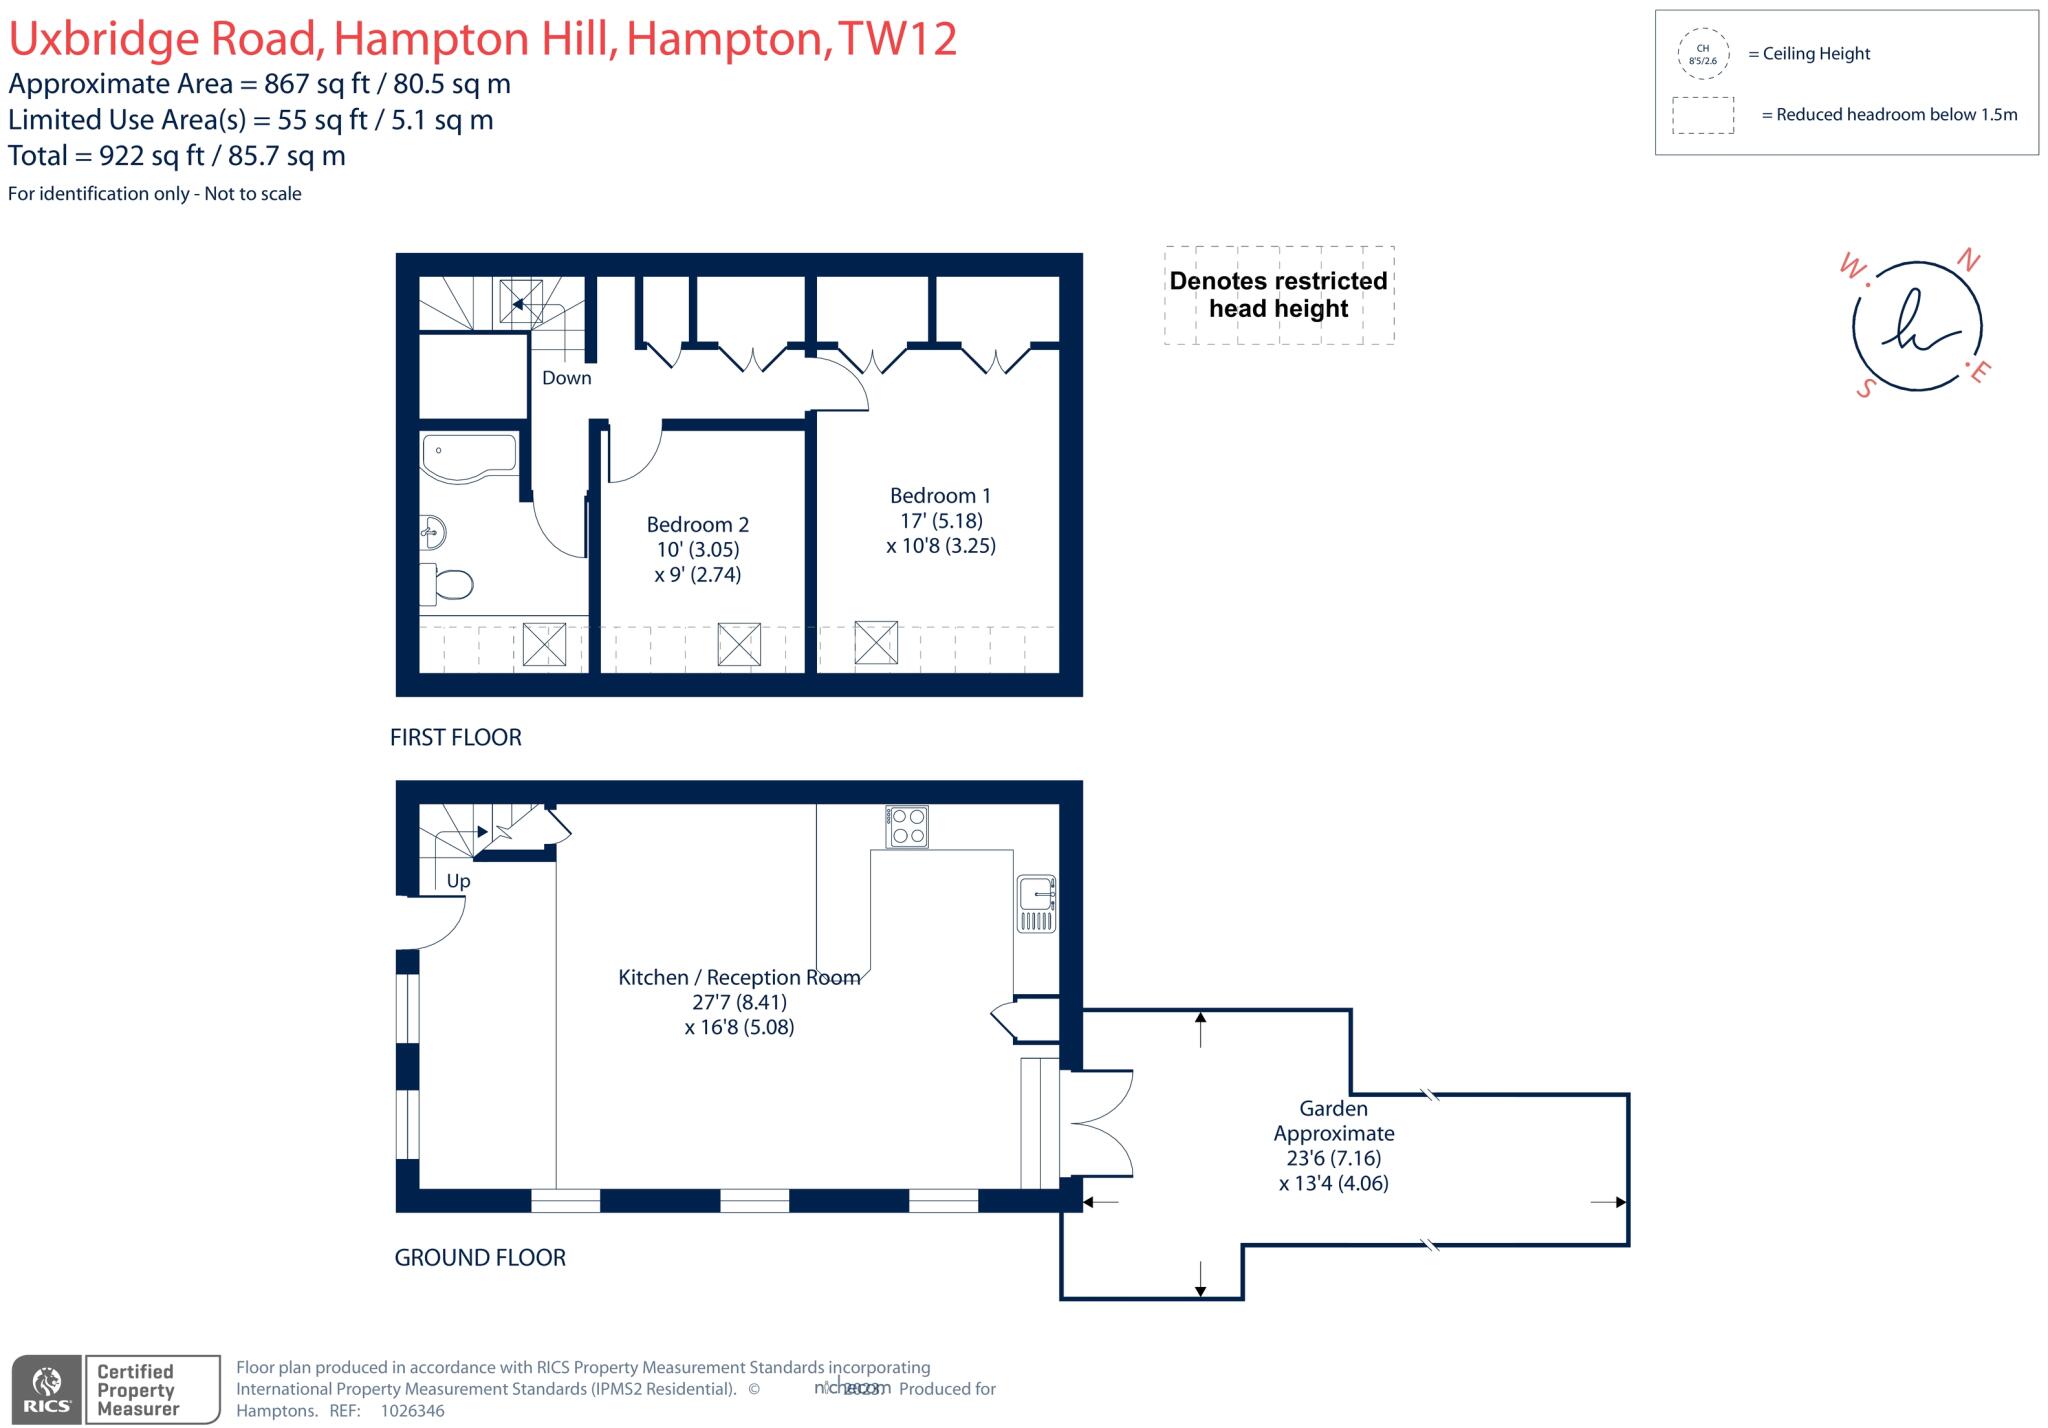 Uxbridge Road, Hampton Hill, Hampton, TW12
Approximate Area = 867 sq ft / 80.5 sq m
Limited Use Area(s) = 55 sq ft / 5.1 sq m
Total = 922 sq ft / 85.7 sq m
For identification only - Not to scale
CH
8'5/2.6
= Ceiling Height
= Reduced headroom below 1.5m
Denotes restricted
head height
W
N
S
E
Down
Bedroom 2
10' (3.05)
x 9' (2.74)
Bedroom 1
17' (5.18)
x 10'8 (3.25)
FIRST FLOOR
Up
Kitchen / Reception Room
27'7 (8.41)
x 16'8 (5.08)
Garden
Approximate
23'6 (7.16)
x 13'4 (4.06)
GROUND FLOOR
RICS
Certified
Property
Measurer
Floor plan produced in accordance with RICS Property Measurement Standards incorporating
International Property Measurement Standards (IPMS2 Residential). © Produced for
Hamptons. REF: 1026346